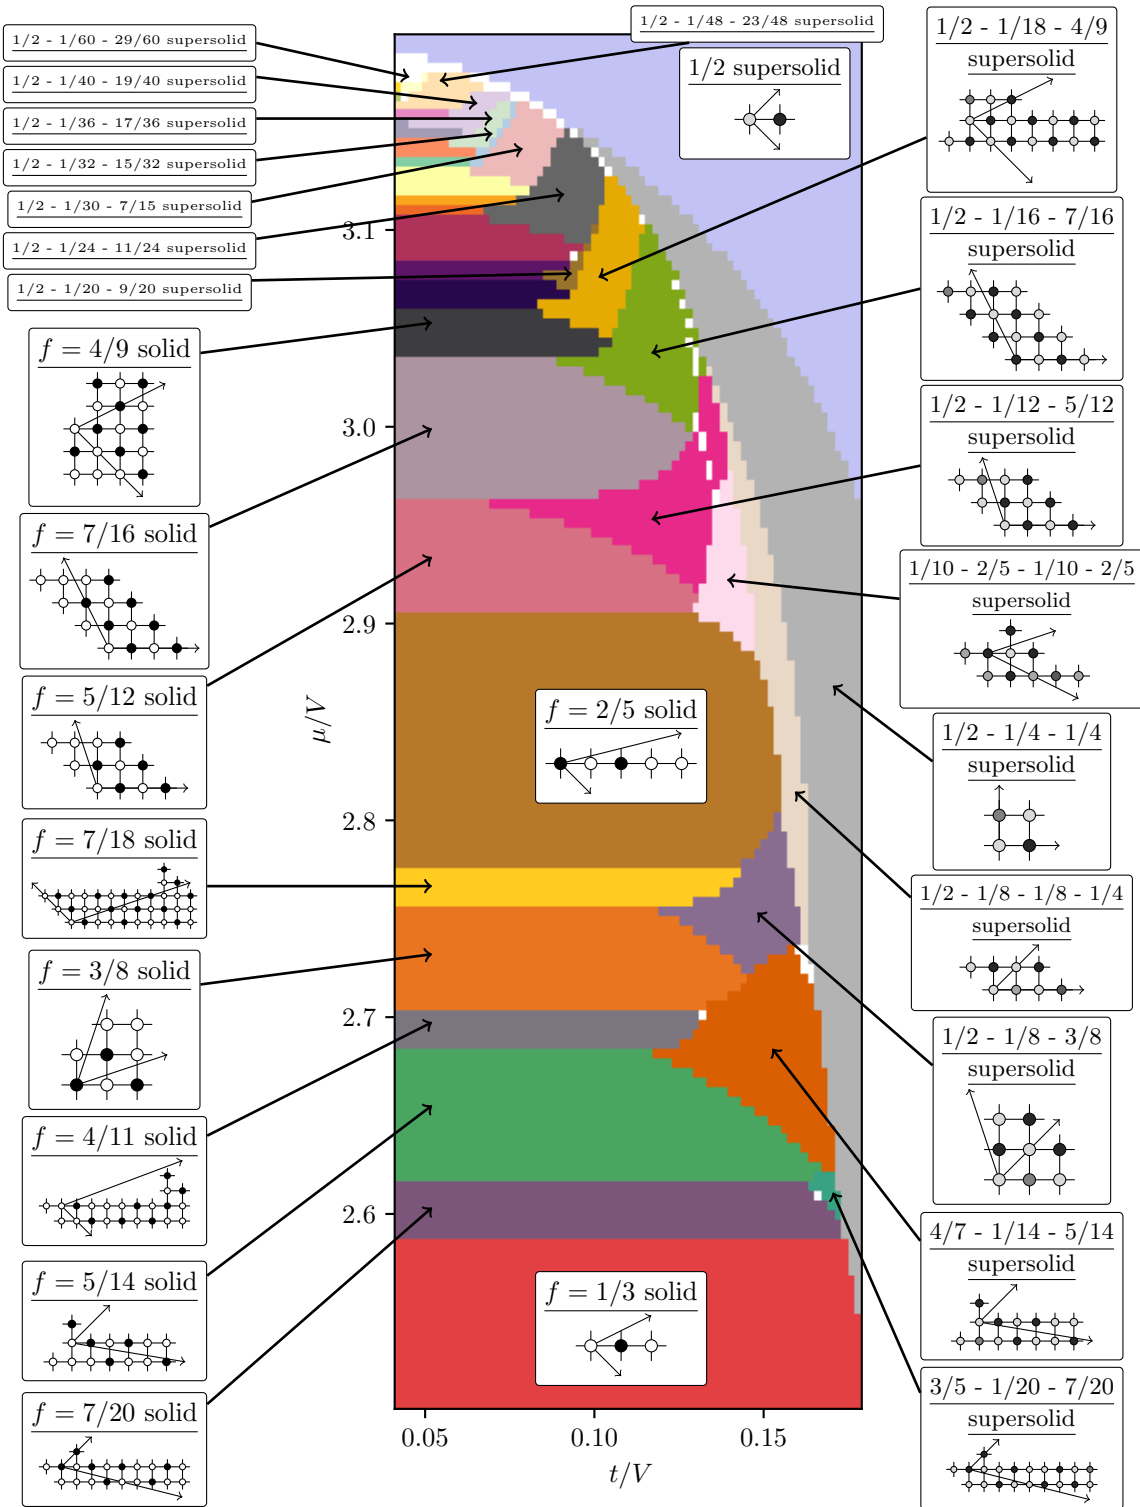 1/2 - 1/60 - 29/60 supersolid
1/2 - 1/40 - 19/40 supersolid
1/2 - 1/36 - 17/36 supersolid
1/2 - 1/32 - 15/32 supersolid
1/2 - 1/30 - 7/15 supersolid
1/2 - 1/24 - 11/24 supersolid
1/2 - 1/20 - 9/20 supersolid
f = 4/9 solid
f = 7/16 solid
f = 5/12 solid
f = 7/18 solid
f = 3/8 solid
f = 4/11 solid
f = 5/14 solid
f = 7/20 solid
1/2 - 1/48 - 23/48 supersolid
1/2 supersolid
f = 2/5 solid
f = 1/3 solid
3.1
3.0
2.9
2.8
2.7
2.6
μ/V
0.05
0.10
0.15
t/V
1/2 - 1/18 - 4/9
supersolid
1/2 - 1/16 - 7/16
supersolid
1/2 - 1/12 - 5/12
supersolid
1/10 - 2/5 - 1/10 - 2/5
supersolid
1/2 - 1/4 - 1/4
supersolid
1/2 - 1/8 - 1/8 - 1/4
supersolid
1/2 - 1/8 - 3/8
supersolid
4/7 - 1/14 - 5/14
supersolid
3/5 - 1/20 - 7/20
supersolid